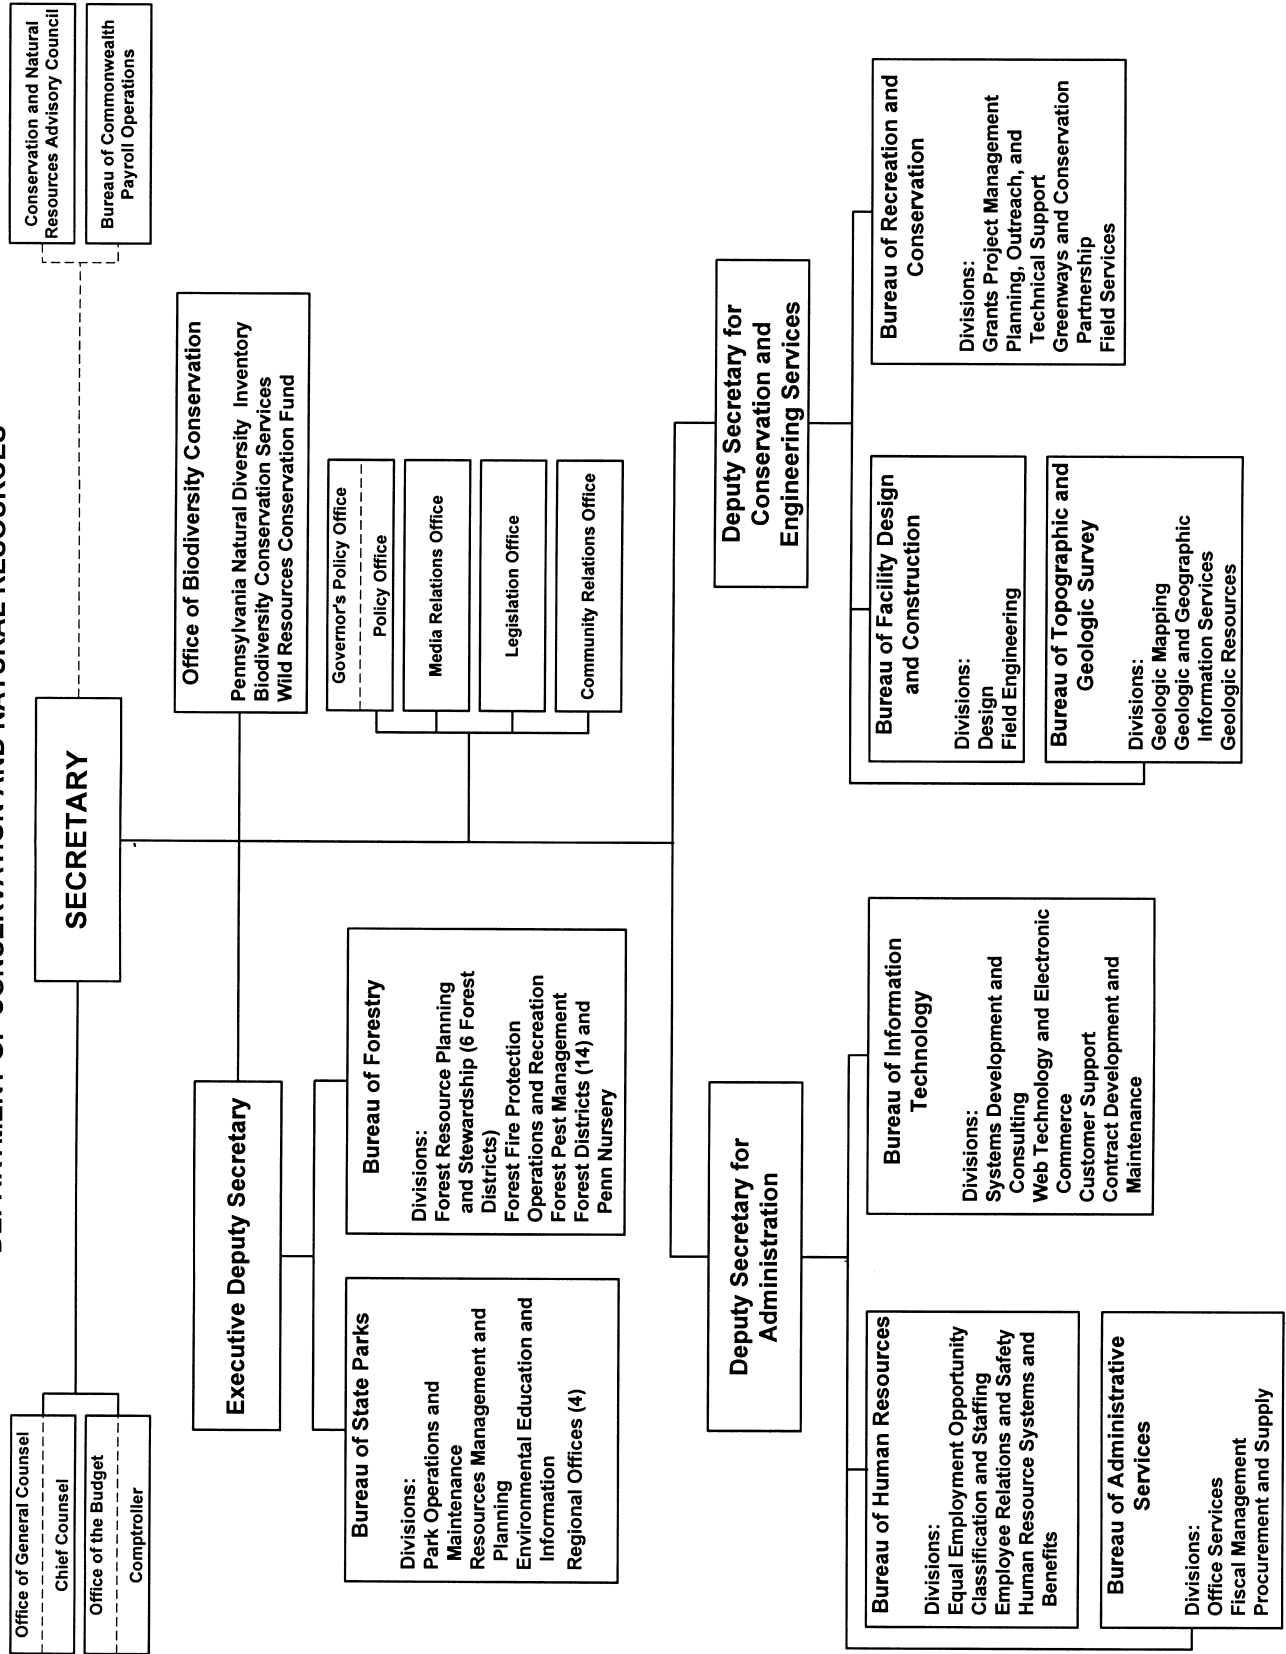 DEPARTMENT OF CONSERVATION AND NATURAL RESOURCES
SECRETARY
Office of General Counsel
Chief Counsel
Office of the Budget
Comptroller
Conservation and Natural
Resources Advisory Council
Bureau of Commonwealth
Payroll Operations
Executive Deputy Secretary
Office of Biodiversity Conservation
Pennsylvania Natural Diversity Inventory
Biodiversity Conservation Services
Wild Resources Conservation Fund
Bureau of State Parks
Divisions:
Park Operations and
Maintenance
Resources Management and
Planning
Environmental Education and
Information
Regional Offices (4)
Bureau of Forestry
Divisions:
Forest Resource Planning
and Stewardship (6 Forest
Districts)
Forest Fire Protection
Operations and Recreation
Forest Pest Management
Forest Districts (14) and
Penn Nursery
Governor's Policy Office
Policy Office
Media Relations Office
Legislation Office
Community Relations Office
Deputy Secretary for
Administration
Deputy Secretary for
Conservation and
Engineering Services
Bureau of Human Resources
Divisions:
Equal Employment Opportunity
Classification and Staffing
Employee Relations and Safety
Human Resource Systems and
Benefits
Bureau of Information
Technology
Divisions:
Systems Development and
Consulting
Web Technology and Electronic
Commerce
Customer Support
Contract Development and
Maintenance
Bureau of Facility Design
and Construction
Divisions:
Design
Field Engineering
Bureau of Recreation and
Conservation
Divisions:
Grants Project Management
Planning, Outreach, and
Technical Support
Greenways and Conservation
Partnership
Field Services
Bureau of Administrative
Services
Divisions:
Office Services
Fiscal Management
Procurement and Supply
Bureau of Topographic and
Geologic Survey
Divisions:
Geologic Mapping
Geologic and Geographic
Information Services
Geologic Resources